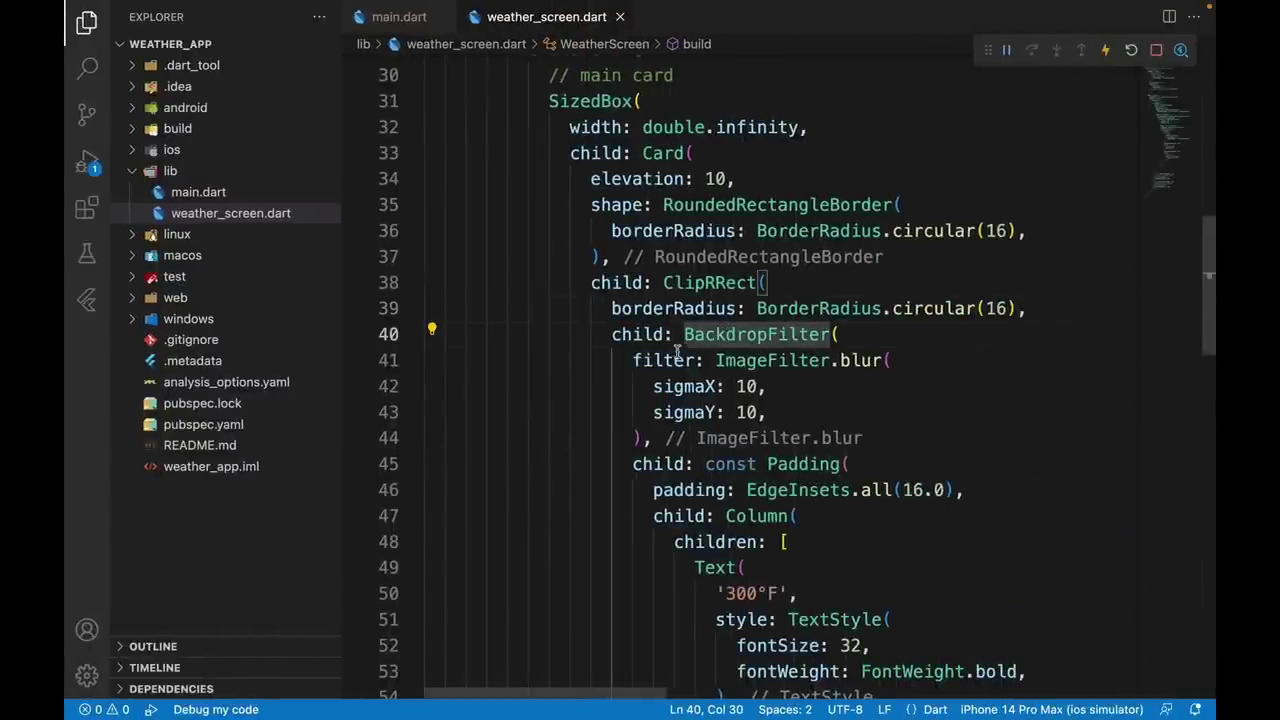 EXPLORER
main.dart
weather_screen.dart
WEATHER_APP
.dart_tool
.idea
android
build
ios
lib
main.dart
weather_screen.dart
linux
macos
test
web
windows
.gitignore
.metadata
analysis_options.yaml
pubspec.lock
pubspec.yaml
README.md
weather_app.iml
OUTLINE
TIMELINE
DEPENDENCIES
1
lib > weather_screen.dart > WeatherScreen > build
30 // main card
31 SizedBox(
32 width: double.infinity,
33 child: Card(
34 elevation: 10,
35 shape: RoundedRectangleBorder(
36 borderRadius: BorderRadius.circular(16),
37 ), // RoundedRectangleBorder
38 child: ClipRRect(
39 borderRadius: BorderRadius.circular(16),
40 child: BackdropFilter(
41 filter: ImageFilter.blur(
42 sigmaX: 10,
43 sigmaY: 10,
44 ), // ImageFilter.blur
45 child: const Padding(
46 padding: EdgeInsets.all(16.0),
47 child: Column(
48 children: [
49 Text(
50 '300°F',
51 style: TextStyle(
52 fontSize: 32,
53 fontWeight: FontWeight.bold,
54 ) // TextStyle
0 0 Debug my code Ln 40, Col 30 Spaces: 2 UTF-8 LF {} Dart iPhone 14 Pro Max (ios simulator)